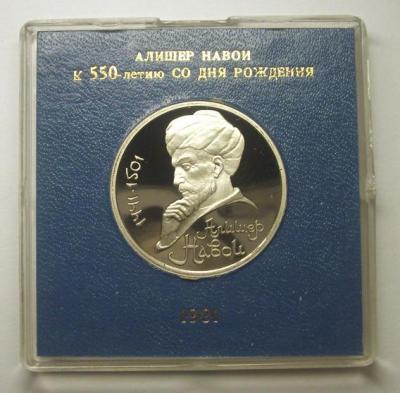 АЛИШЕР НАВОИ
К 550-летию СО ДНЯ РОЖДЕНИЯ
1441-1501
Алишер
Навои
1991